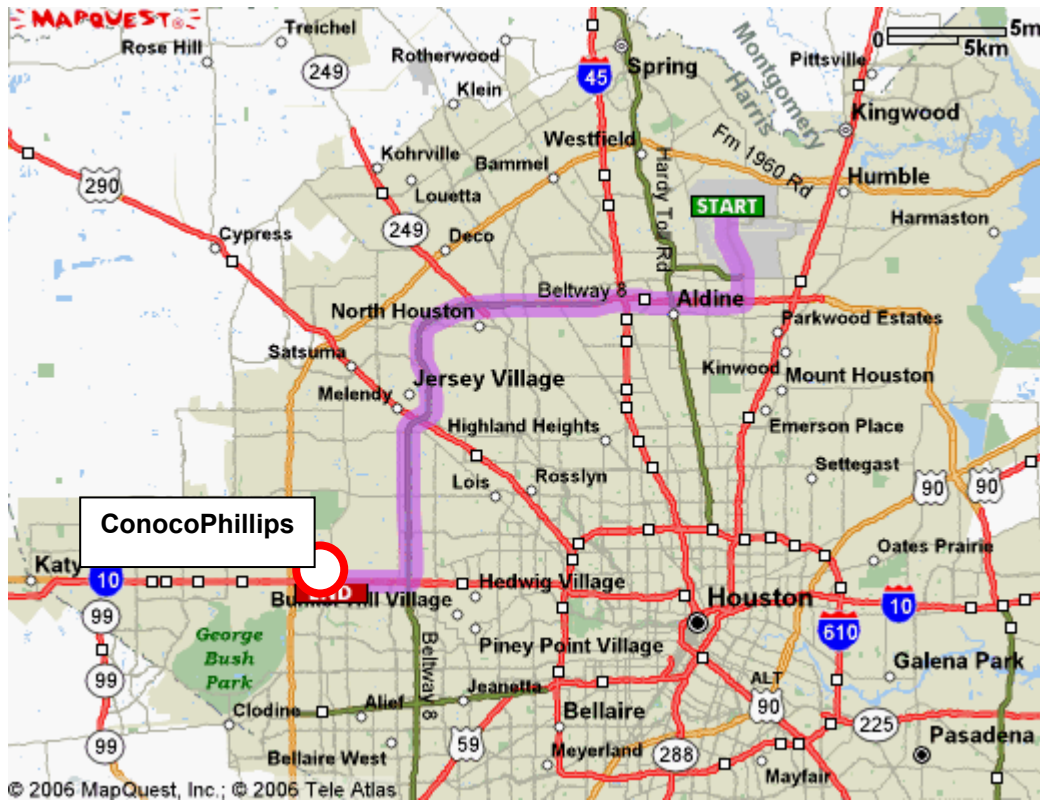 MAPQUEST
Treichel
0
5m
5km
Rose Hill
Rotherwood
Pittsville
249
45
Spring
Montgomery
Harris
Klein
Kingwood
Westfield
Fm 1960 Rd
Kohrville
Bammel
290
Louetta
Hardy Toll Rd
Humble
START
249
Harmaston
Cypress
Deco
Beltway 8
Aldine
North Houston
Parkwood Estates
Satsuma
Kinwood
Mount Houston
Jersey Village
Melendy
Emerson Place
Highland Heights
Settegast
Lois
Rosslyn
90
90
ConocoPhillips
Oates Prairie
Katy
10
Hedwig Village
Houston
10
Bunker Hill Village
99
610
George
Bush
Park
Piney Point Village
Galena Park
99
Beltway 8
Jeanetta
ALT
90
Clodine
Alief
Bellaire
225
99
59
Pasadena
Bellaire West
Meyerland
288
Mayfair
© 2006 MapQuest, Inc.; © 2006 Tele Atlas